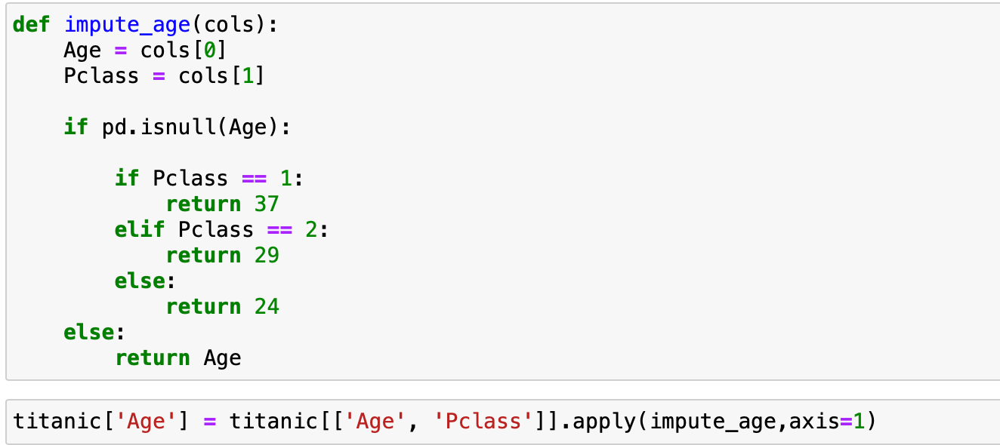 def impute_age(cols):
    Age = cols[0]
    Pclass = cols[1]

    if pd.isnull(Age):

        if Pclass == 1:
            return 37
        elif Pclass == 2:
            return 29
        else:
            return 24
    else:
        return Age

titanic['Age'] = titanic[['Age', 'Pclass']].apply(impute_age,axis=1)